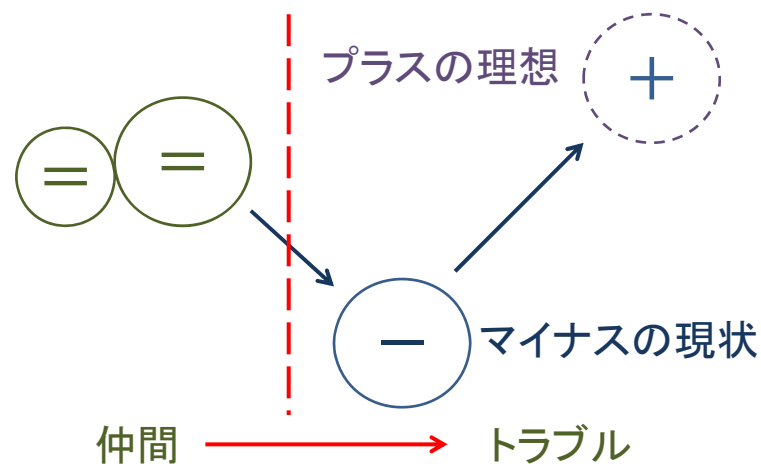 プラスの理想
+
=
=
−
マイナスの現状
仲間
トラブル